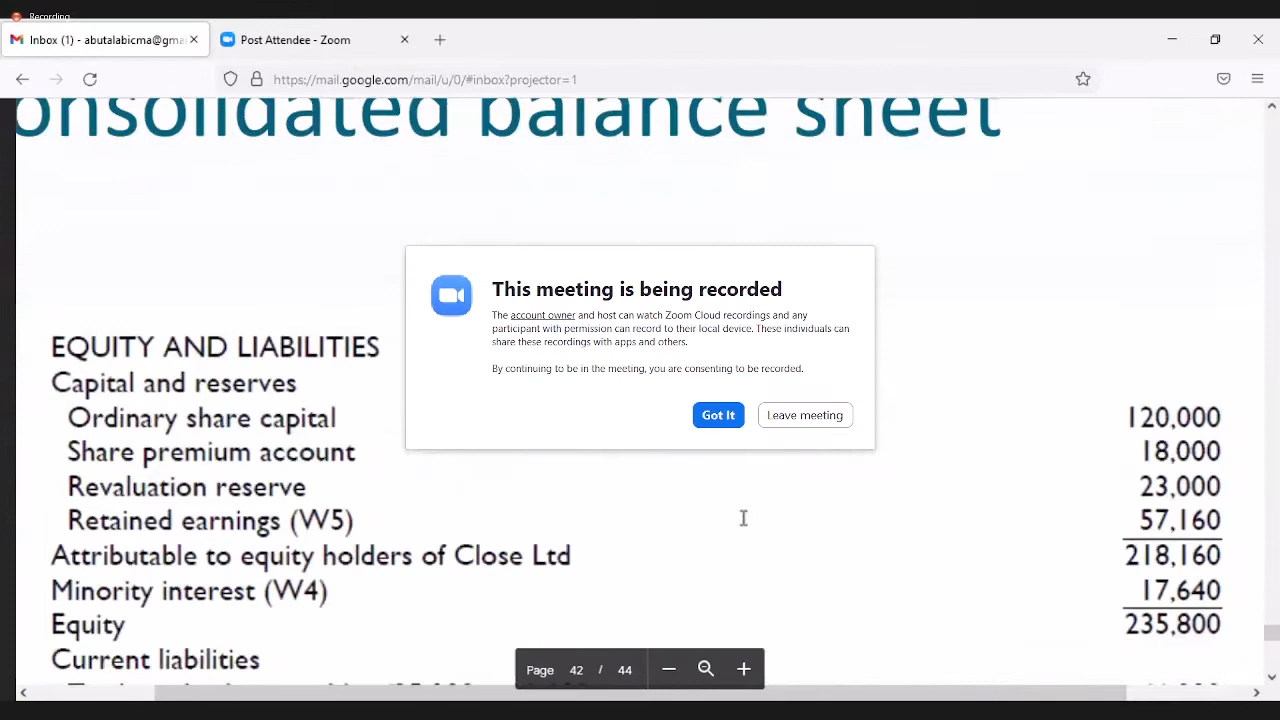 Recording
Inbox (1) - abutalabicma@gma
Post Attendee - Zoom
https://mail.google.com/mail/u/0/#inbox?projector=1
onsolidated balance sheet
This meeting is being recorded
The account owner and host can watch Zoom Cloud recordings and any
participant with permission can record to their local device. These individuals can
share these recordings with apps and others.
By continuing to be in the meeting, you are consenting to be recorded.
Got It Leave meeting
EQUITY AND LIABILITIES
Capital and reserves
Ordinary share capital 120,000
Share premium account 18,000
Revaluation reserve 23,000
Retained earnings (W5) 57,160
Attributable to equity holders of Close Ltd 218,160
Minority interest (W4) 17,640
Equity 235,800
Current liabilities
Page 42 / 44